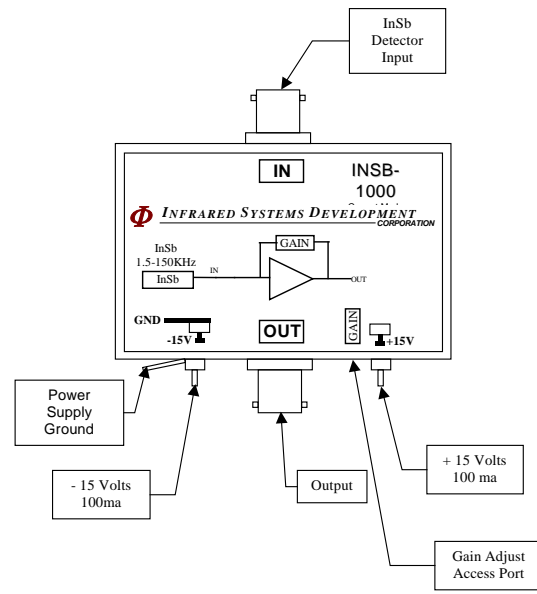 InSb
Detector
Input
IN
INSB-
1000
Φ INFRARED SYSTEMS DEVELOPMENT
CORPORATION
GAIN
InSb
1.5-150KHz
IN
InSb
OUT
GND
-15V
OUT
GAIN
+15V
Power
Supply
Ground
- 15 Volts
100ma
Output
+ 15 Volts
100 ma
Gain Adjust
Access Port